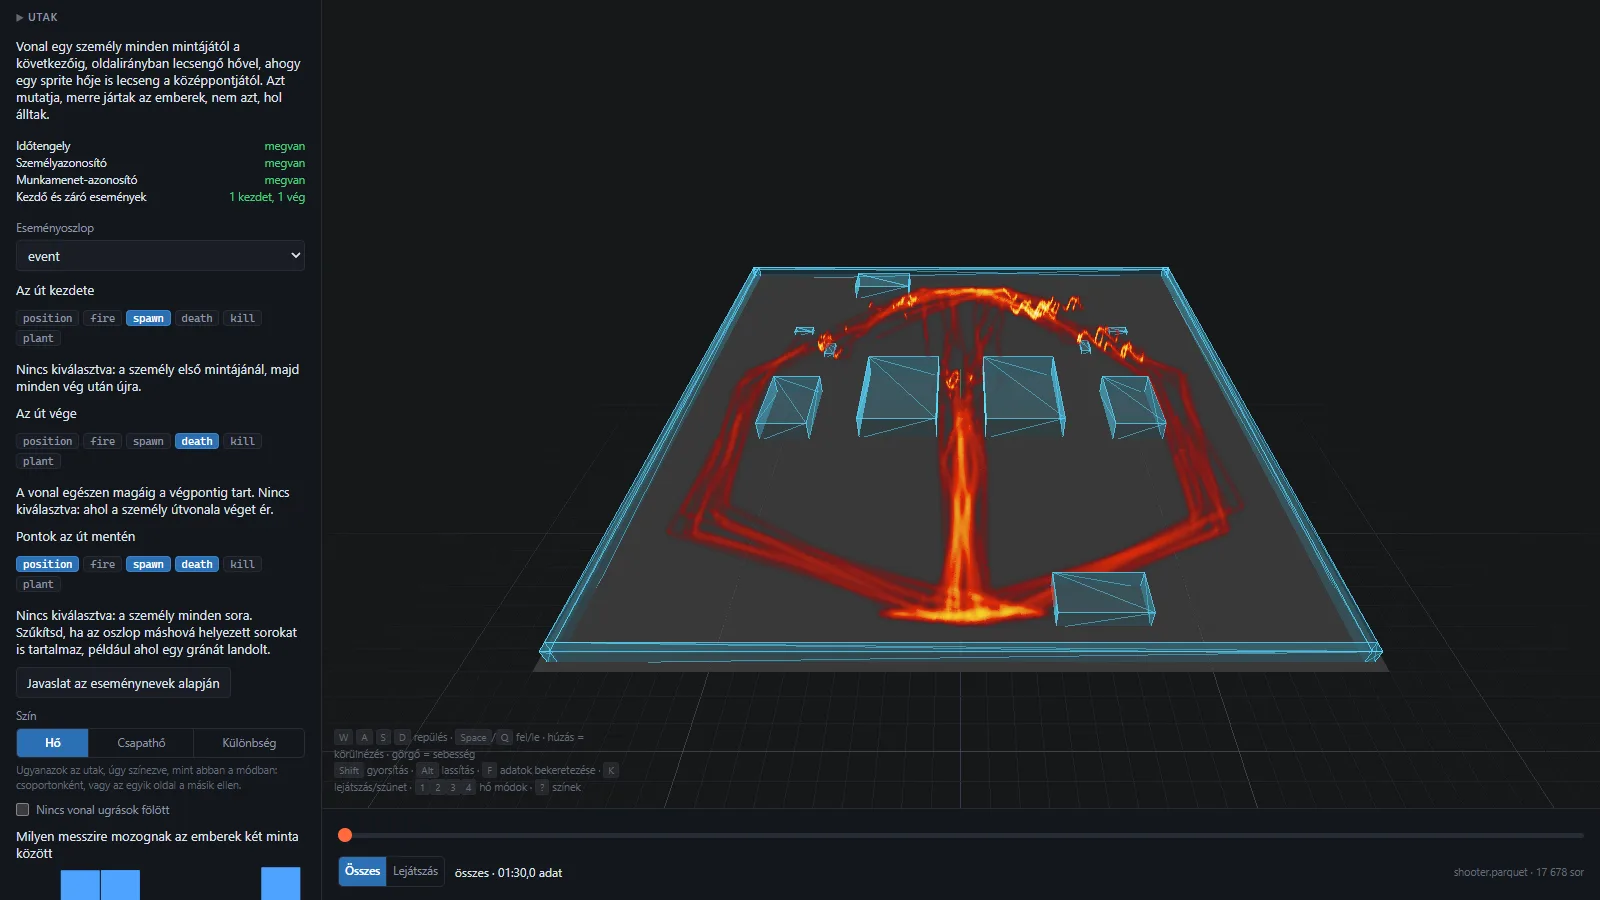 ▶ UTAK
Vonal egy személy minden mintájától a
következőig, oldalirányban lecsengő hővel, ahogy
egy sprite hője is lecseng a középpontjától. Azt
mutatja, merre jártak az emberek, nem azt, hol
álltak.
Időtengely megvan
Személyazonosító megvan
Munkamenet-azonosító megvan
Kezdő és záró események 1 kezdet, 1 vég
Eseményoszlop
event
Az út kezdete
position fire spawn death kill
plant
Nincs kiválasztva: a személy első mintájánál, majd
minden vég után újra.
Az út vége
position fire spawn death kill
plant
A vonal egészen magáig a végpontig tart. Nincs
kiválasztva: ahol a személy útvonala véget ér.
Pontok az út mentén
position fire spawn death kill
plant
Nincs kiválasztva: a személy minden sora.
Szűkítsd, ha az oszlop máshová helyezett sorokat
is tartalmaz, például ahol egy gránát landolt.
Javaslat az eseménynevek alapján
Szín
Hő Csapathő Különbség
Ugyanazok az utak, úgy színezve, mint abban a módban:
csoportonként, vagy az egyik oldal a másik ellen.
Nincs vonal ugrások fölött
Milyen messzire mozognak az emberek két minta
között
W A S D repülés · Space / Q fel/le · húzás =
körülnézés · görgő = sebesség
Shift gyorsítás · Alt lassítás · F adatok bekeretezése · K
lejátszás/szünet · 1 2 3 4 hő módok · ? színek
Összes Lejátszás összes · 01:30,0 adat
shooter.parquet · 17 678 sor